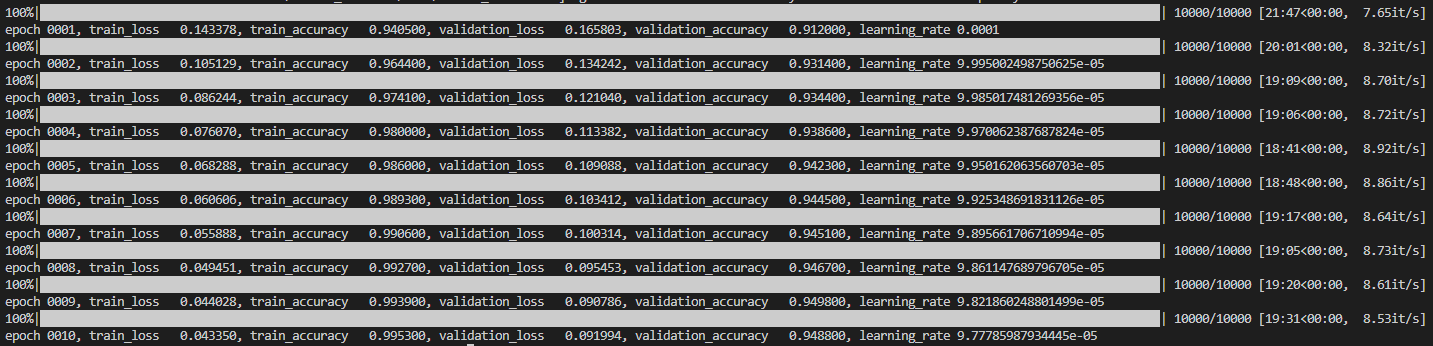 100%| | 10000/10000 [21:47<00:00, 7.65it/s]
epoch 0001, train_loss 0.143378, train_accuracy 0.940500, validation_loss 0.165803, validation_accuracy 0.912000, learning_rate 0.0001
100%| | 10000/10000 [20:01<00:00, 8.32it/s]
epoch 0002, train_loss 0.105129, train_accuracy 0.964400, validation_loss 0.134242, validation_accuracy 0.931400, learning_rate 9.995002498750625e-05
100%| | 10000/10000 [19:09<00:00, 8.70it/s]
epoch 0003, train_loss 0.086244, train_accuracy 0.974100, validation_loss 0.121040, validation_accuracy 0.934400, learning_rate 9.985017481269356e-05
100%| | 10000/10000 [19:06<00:00, 8.72it/s]
epoch 0004, train_loss 0.076070, train_accuracy 0.980000, validation_loss 0.113382, validation_accuracy 0.938600, learning_rate 9.970062387687824e-05
100%| | 10000/10000 [18:41<00:00, 8.92it/s]
epoch 0005, train_loss 0.068288, train_accuracy 0.986000, validation_loss 0.109088, validation_accuracy 0.942300, learning_rate 9.950162063560703e-05
100%| | 10000/10000 [18:48<00:00, 8.86it/s]
epoch 0006, train_loss 0.060606, train_accuracy 0.989300, validation_loss 0.103412, validation_accuracy 0.944500, learning_rate 9.925348691831126e-05
100%| | 10000/10000 [19:17<00:00, 8.64it/s]
epoch 0007, train_loss 0.055888, train_accuracy 0.990600, validation_loss 0.100314, validation_accuracy 0.945100, learning_rate 9.895661706710994e-05
100%| | 10000/10000 [19:05<00:00, 8.73it/s]
epoch 0008, train_loss 0.049451, train_accuracy 0.992700, validation_loss 0.095453, validation_accuracy 0.946700, learning_rate 9.861147689796705e-05
100%| | 10000/10000 [19:20<00:00, 8.61it/s]
epoch 0009, train_loss 0.044028, train_accuracy 0.993900, validation_loss 0.090786, validation_accuracy 0.949800, learning_rate 9.821860248801499e-05
100%| | 10000/10000 [19:31<00:00, 8.53it/s]
epoch 0010, train_loss 0.043350, train_accuracy 0.995300, validation_loss 0.091994, validation_accuracy 0.948800, learning_rate 9.77785987934445e-05